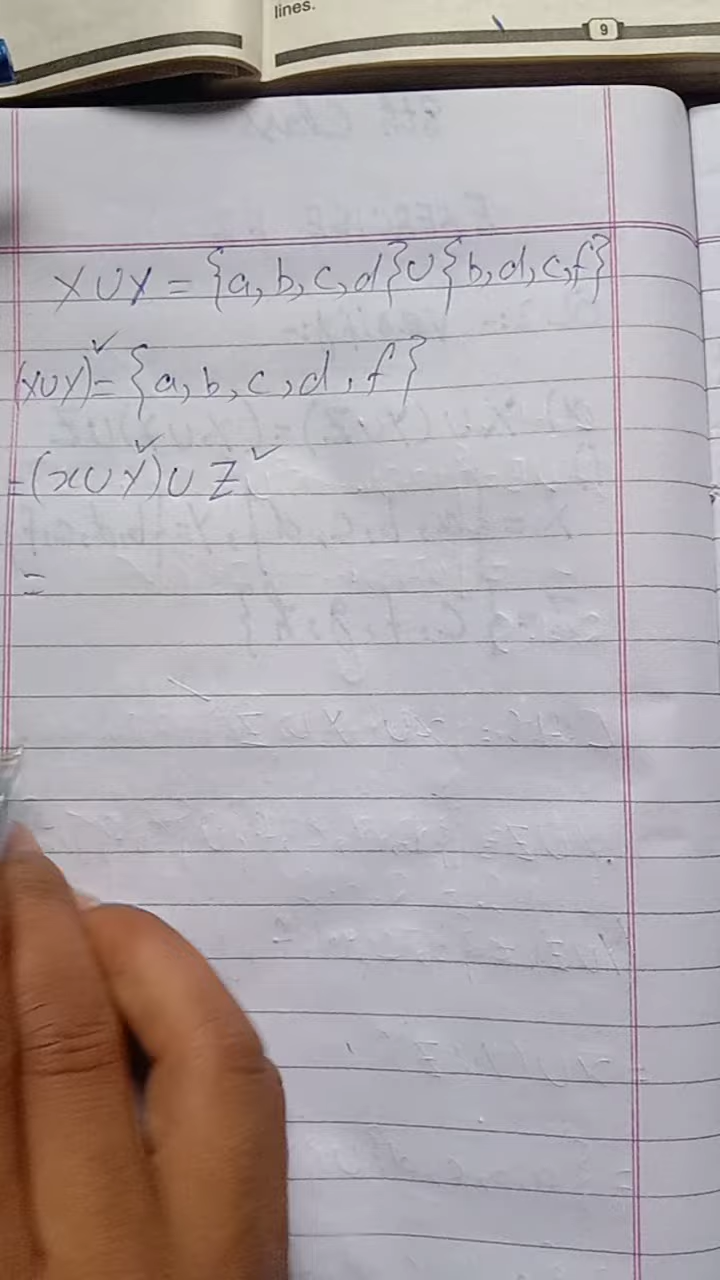 lines.
9
X U Y = {a, b, c, d} U {b, d, c, f}
(X U Y) = {a, b, c, d, f}
= (X U Y) U Z
=